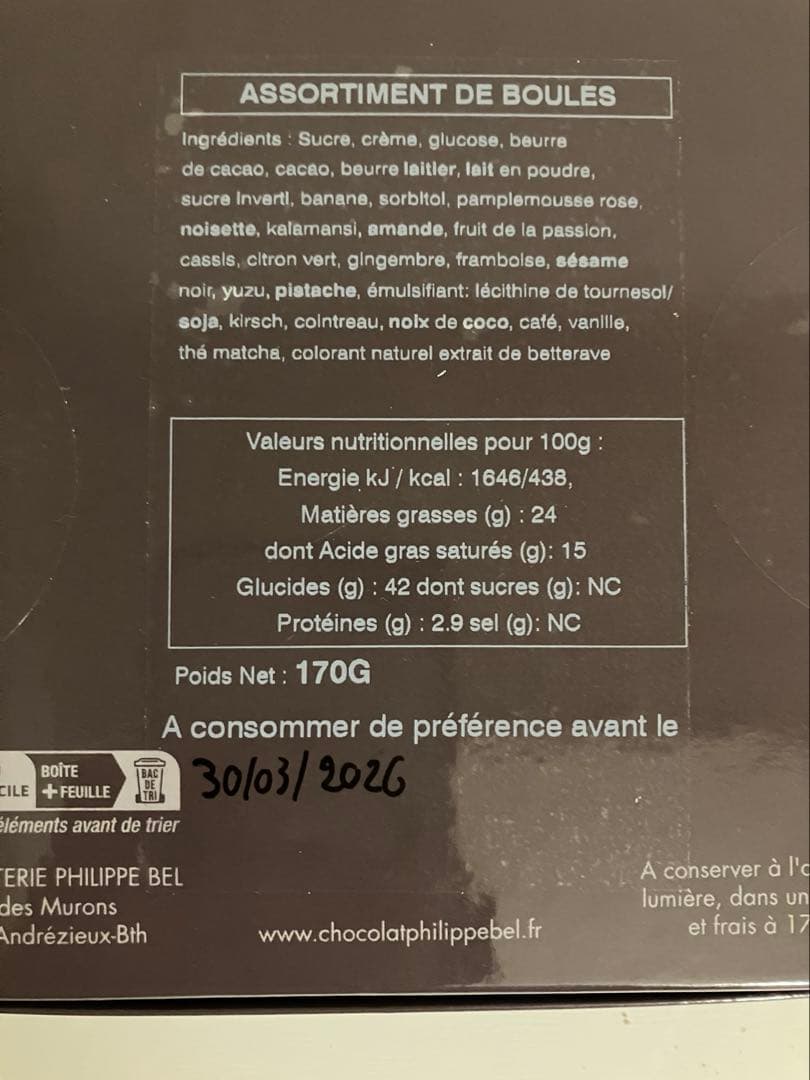 ASSORTIMENT DE BOULES
Ingrédients : Sucre, crème, glucose, beurre
de cacao, cacao, beurre laitier, lait en poudre,
sucre inverti, banane, sorbitol, pamplemousse rose,
noisette, kalamansi, amande, fruit de la passion,
cassis, citron vert, gingembre, framboise, sésame
noir, yuzu, pistache, émulsifiant: lécithine de tournesol/
soja, kirsch, cointreau, noix de coco, café, vanille,
thé matcha, colorant naturel extrait de betterave
Valeurs nutritionnelles pour 100g :
Energie kJ / kcal : 1646/438,
Matières grasses (g) : 24
dont Acide gras saturés (g): 15
Glucides (g) : 42 dont sucres (g): NC
Protéines (g) : 2.9 sel (g): NC
Poids Net : 170G
A consommer de préférence avant le
30/03/2026
CILE
BOÎTE
+ FEUILLE
BAC
DE
TRI
éléments avant de trier
TERIE PHILIPPE BEL
des Murons
Andrézieux-Bth
www.chocolatphilippebel.fr
A conserver à l'
lumière, dans un
et frais à 17